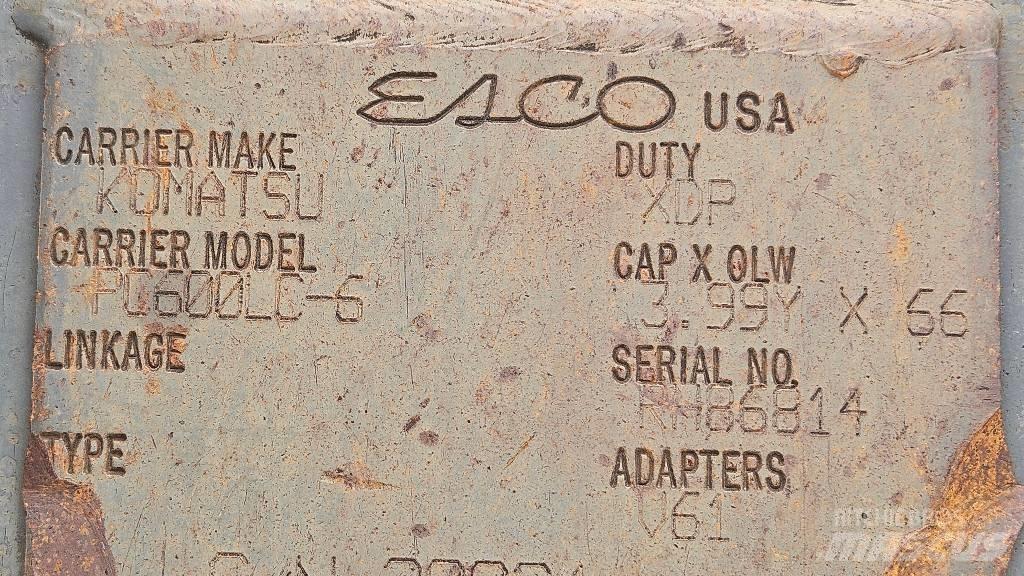 ESCO USA
CARRIER MAKE
KOMATSU
CARRIER MODEL
PC600LC-6
LINKAGE
TYPE
DUTY
XDP
CAP X OLW
3.99Y X 66
SERIAL NO.
ADAPTERS
V61
MASCUS